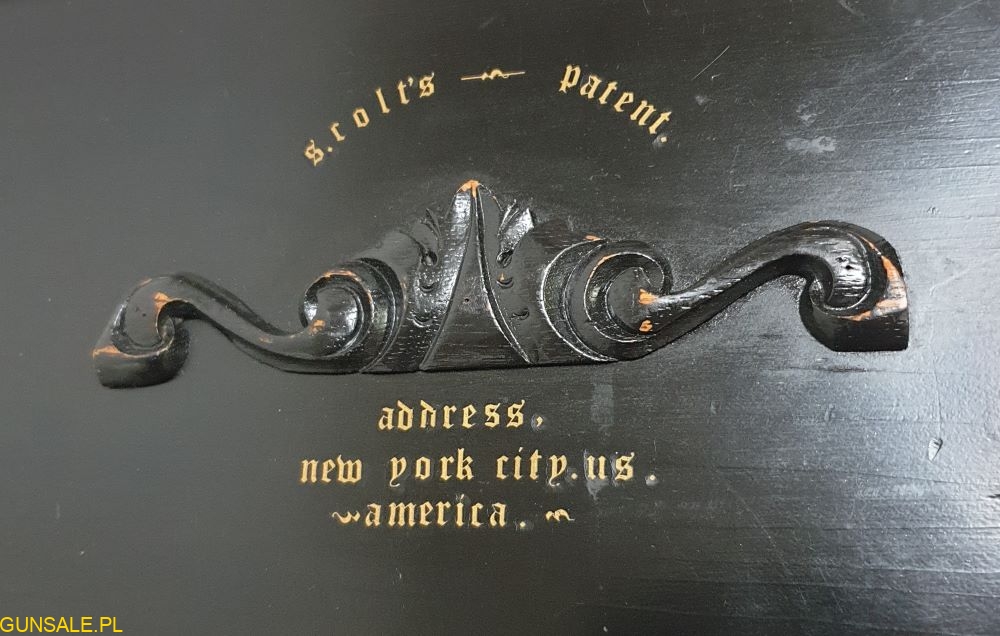 s.colt's patent.
address,
new york city.us.
america.
GUNSALE.PL